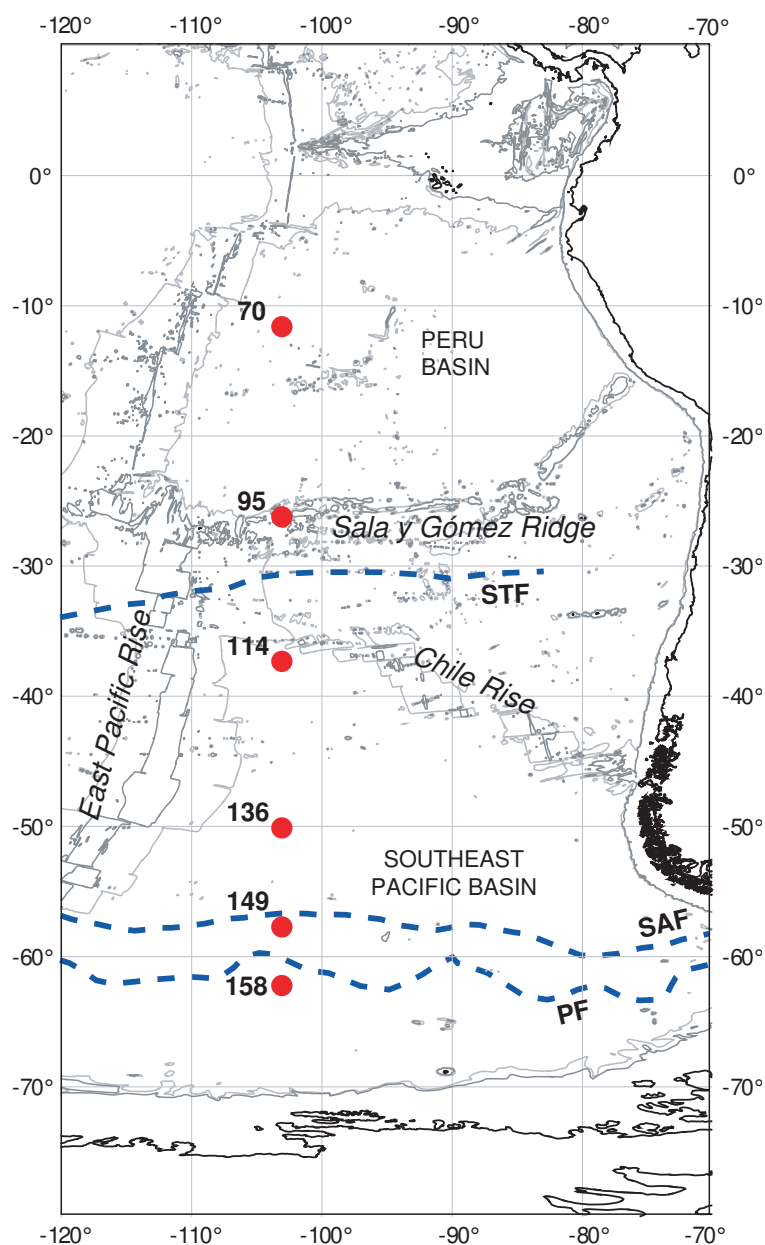 -120° -110° -100° -90° -80° -70°
0° 0°
-10° -10°
70
PERU
BASIN
-20° -20°
95
Sala y Gómez Ridge
-30° -30°
STF
114
Chile Rise
East Pacific Rise
-40° -40°
136
-50° -50°
SOUTHEAST
PACIFIC BASIN
149
SAF
-60° -60°
158
PF
-70° -70°
-120° -110° -100° -90° -80° -70°